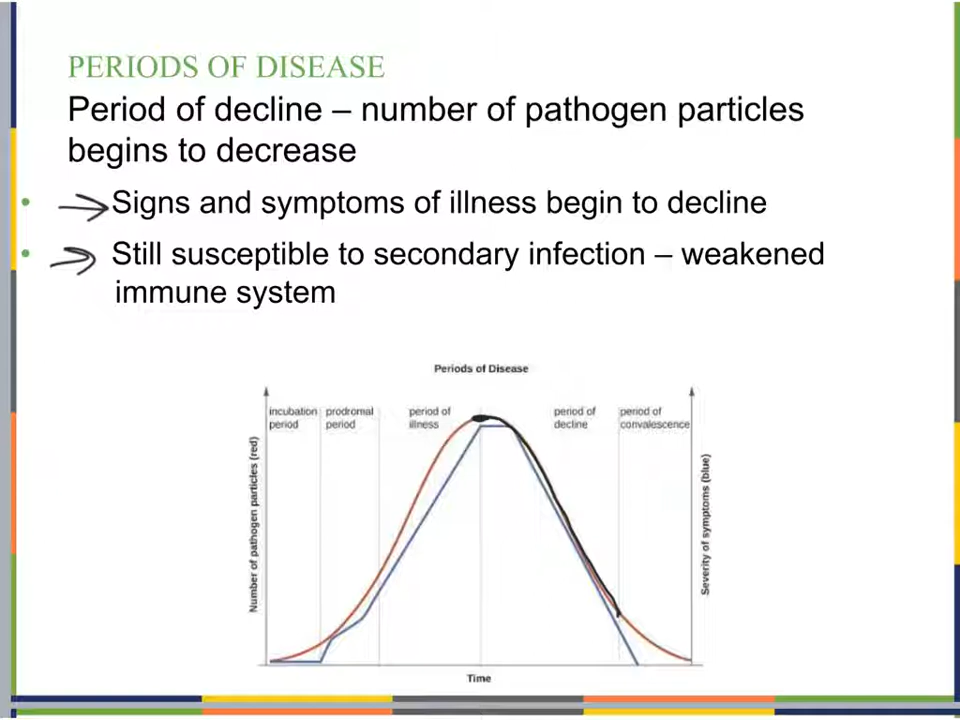 PERIODS OF DISEASE
Period of decline – number of pathogen particles
begins to decrease
• Signs and symptoms of illness begin to decline
• Still susceptible to secondary infection – weakened
immune system
Periods of Disease
incubation
period
prodromal
period
period of
illness
period of
decline
period of
convalescence
Number of pathogen particles (red)
Severity of symptoms (blue)
Time